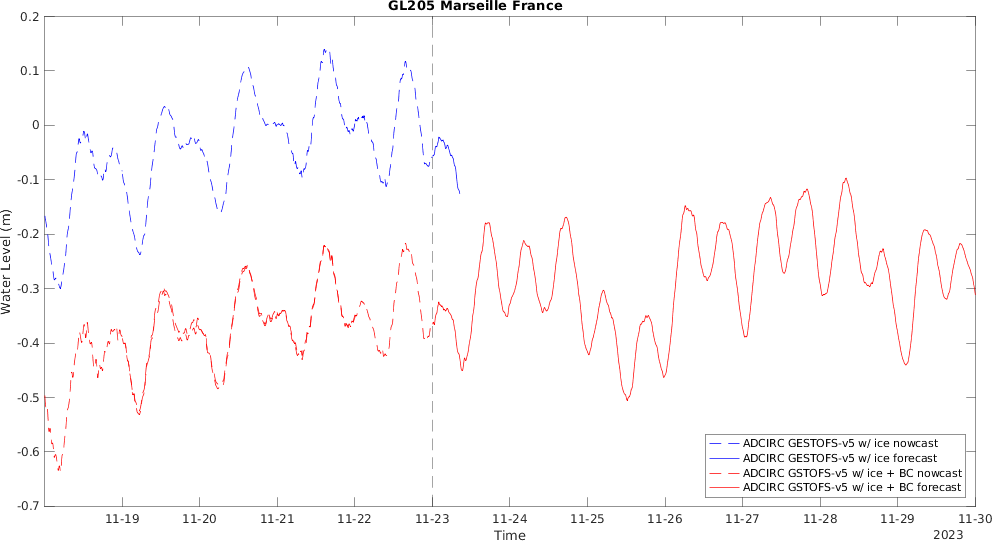 GL205 Marseille France
0.2
0.1
0
-0.1
-0.2
-0.3
-0.4
-0.5
-0.6
-0.7
Water Level (m)
ADCIRC GESTOFS-v5 w/ ice nowcast
ADCIRC GESTOFS-v5 w/ ice forecast
ADCIRC GSTOFS-v5 w/ ice + BC nowcast
ADCIRC GSTOFS-v5 w/ ice + BC forecast
11-19 11-20 11-21 11-22 11-23 11-24 11-25 11-26 11-27 11-28 11-29 11-30
Time
2023